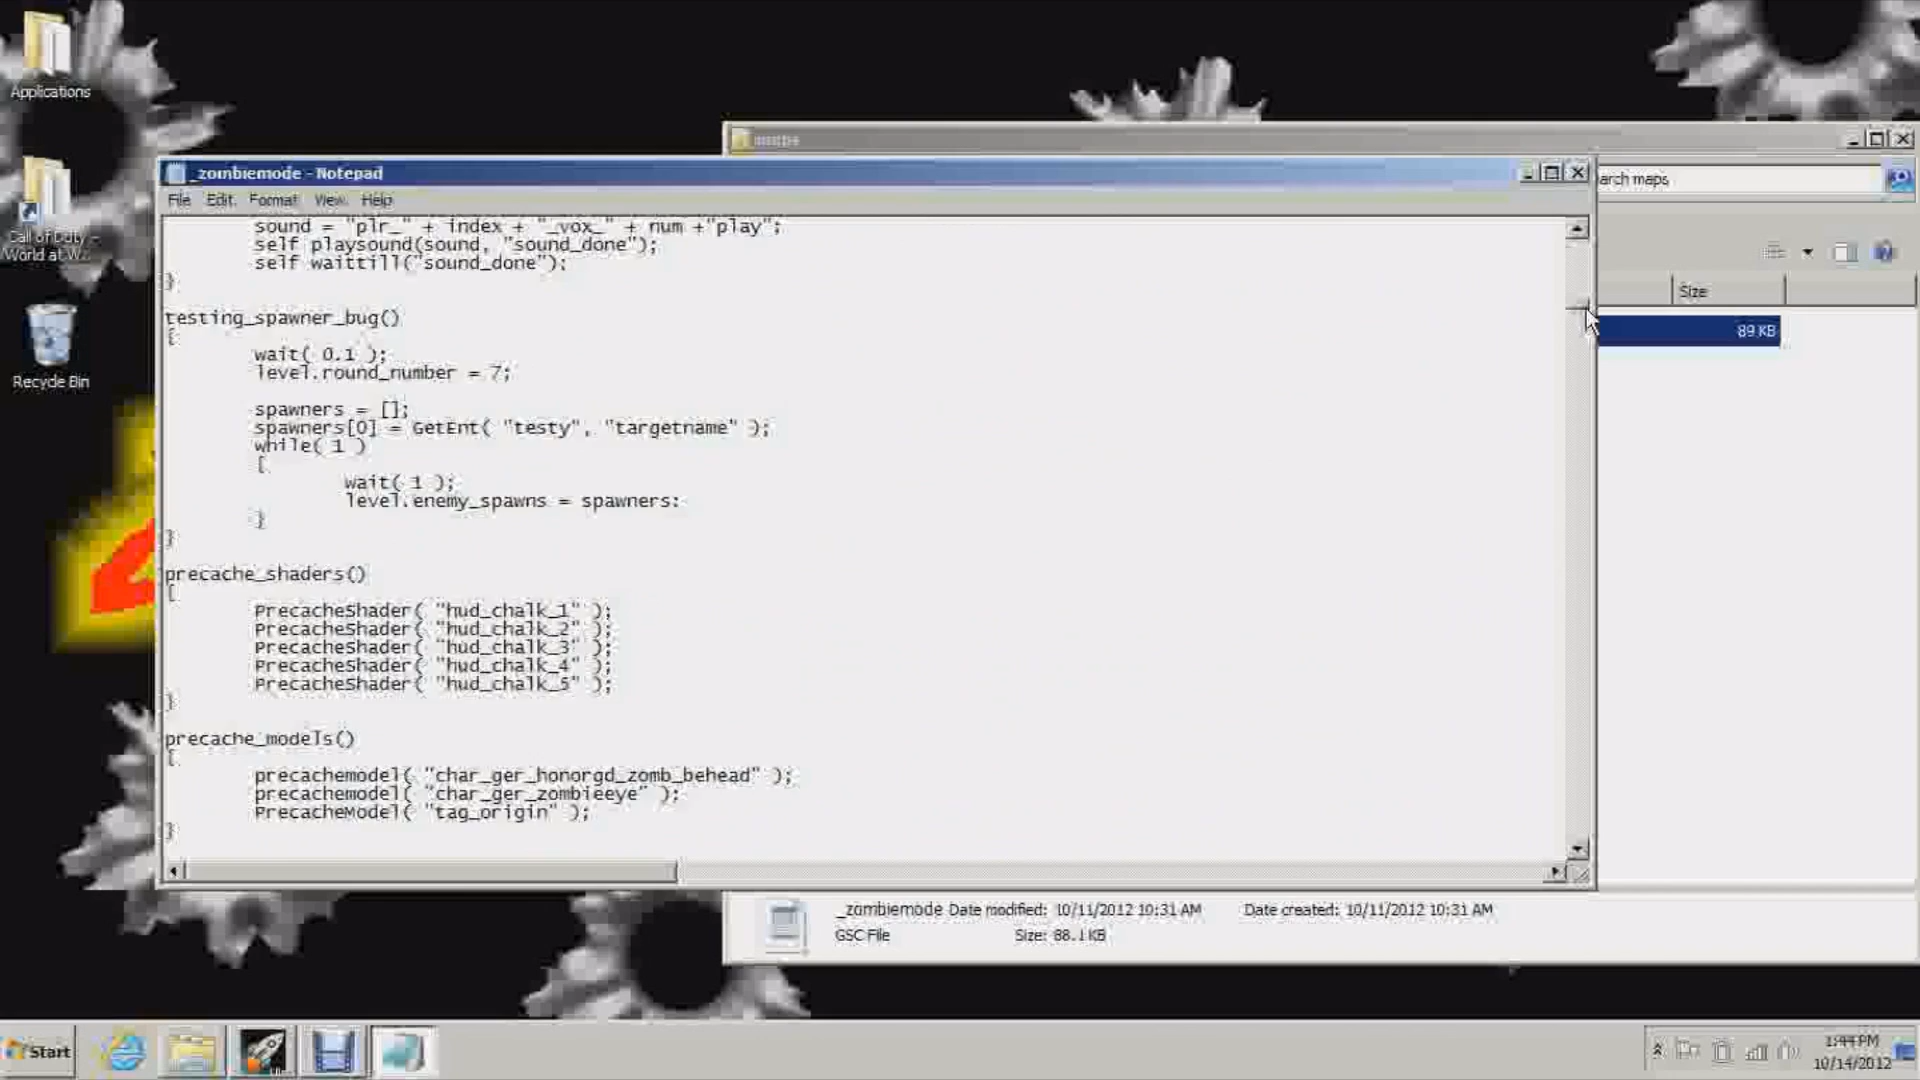 Applications
Call of Duty -
World at W...
Recycle Bin
maps
arch maps
Size
89 KB
_zombiemode - Notepad
File Edit Format View Help
sound = "plr_" + index + "_vox_" + num +"play";
self playsound(sound, "sound_done");
self waittill("sound_done");
}
testing_spawner_bug()
{
wait( 0.1 );
level.round_number = 7;
spawners = [];
spawners[0] = GetEnt( "testy", "targetname" );
while( 1 )
{
wait( 1 );
level.enemy_spawns = spawners;
}
}
precache_shaders()
{
PrecacheShader( "hud_chalk_1" );
PrecacheShader( "hud_chalk_2" );
PrecacheShader( "hud_chalk_3" );
PrecacheShader( "hud_chalk_4" );
PrecacheShader( "hud_chalk_5" );
}
precache_models()
{
precachemodel( "char_ger_honorgd_zomb_behead" );
precachemodel( "char_ger_zombieeye" );
PrecacheModel( "tag_origin" );
}
_zombiemode Date modified: 10/11/2012 10:31 AM Date created: 10/11/2012 10:31 AM
GSC File Size: 88.1 KB
Start
1:44 PM
10/14/2012